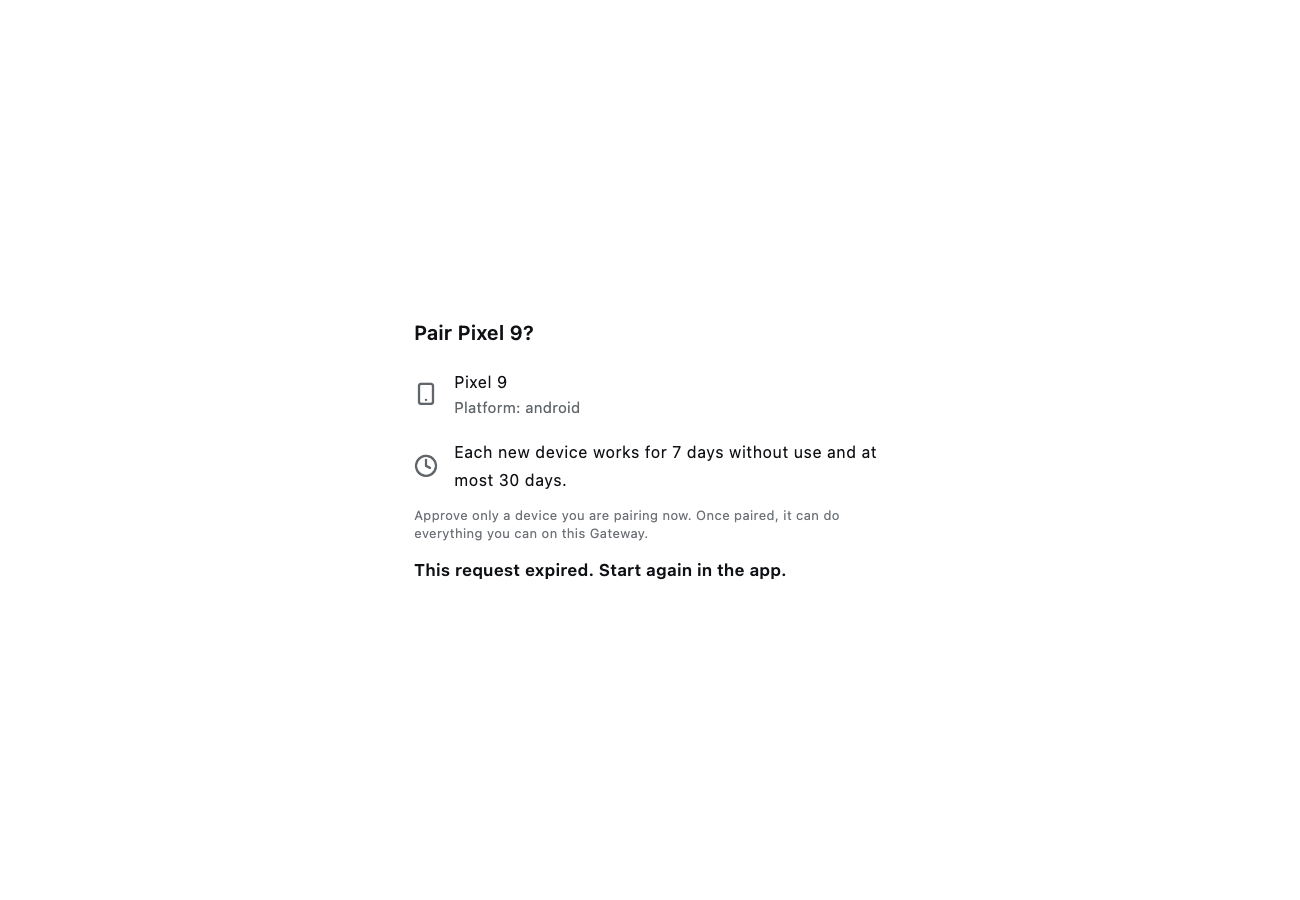 Pair Pixel 9?
Pixel 9
Platform: android
Each new device works for 7 days without use and at
most 30 days.
Approve only a device you are pairing now. Once paired, it can do
everything you can on this Gateway.
This request expired. Start again in the app.